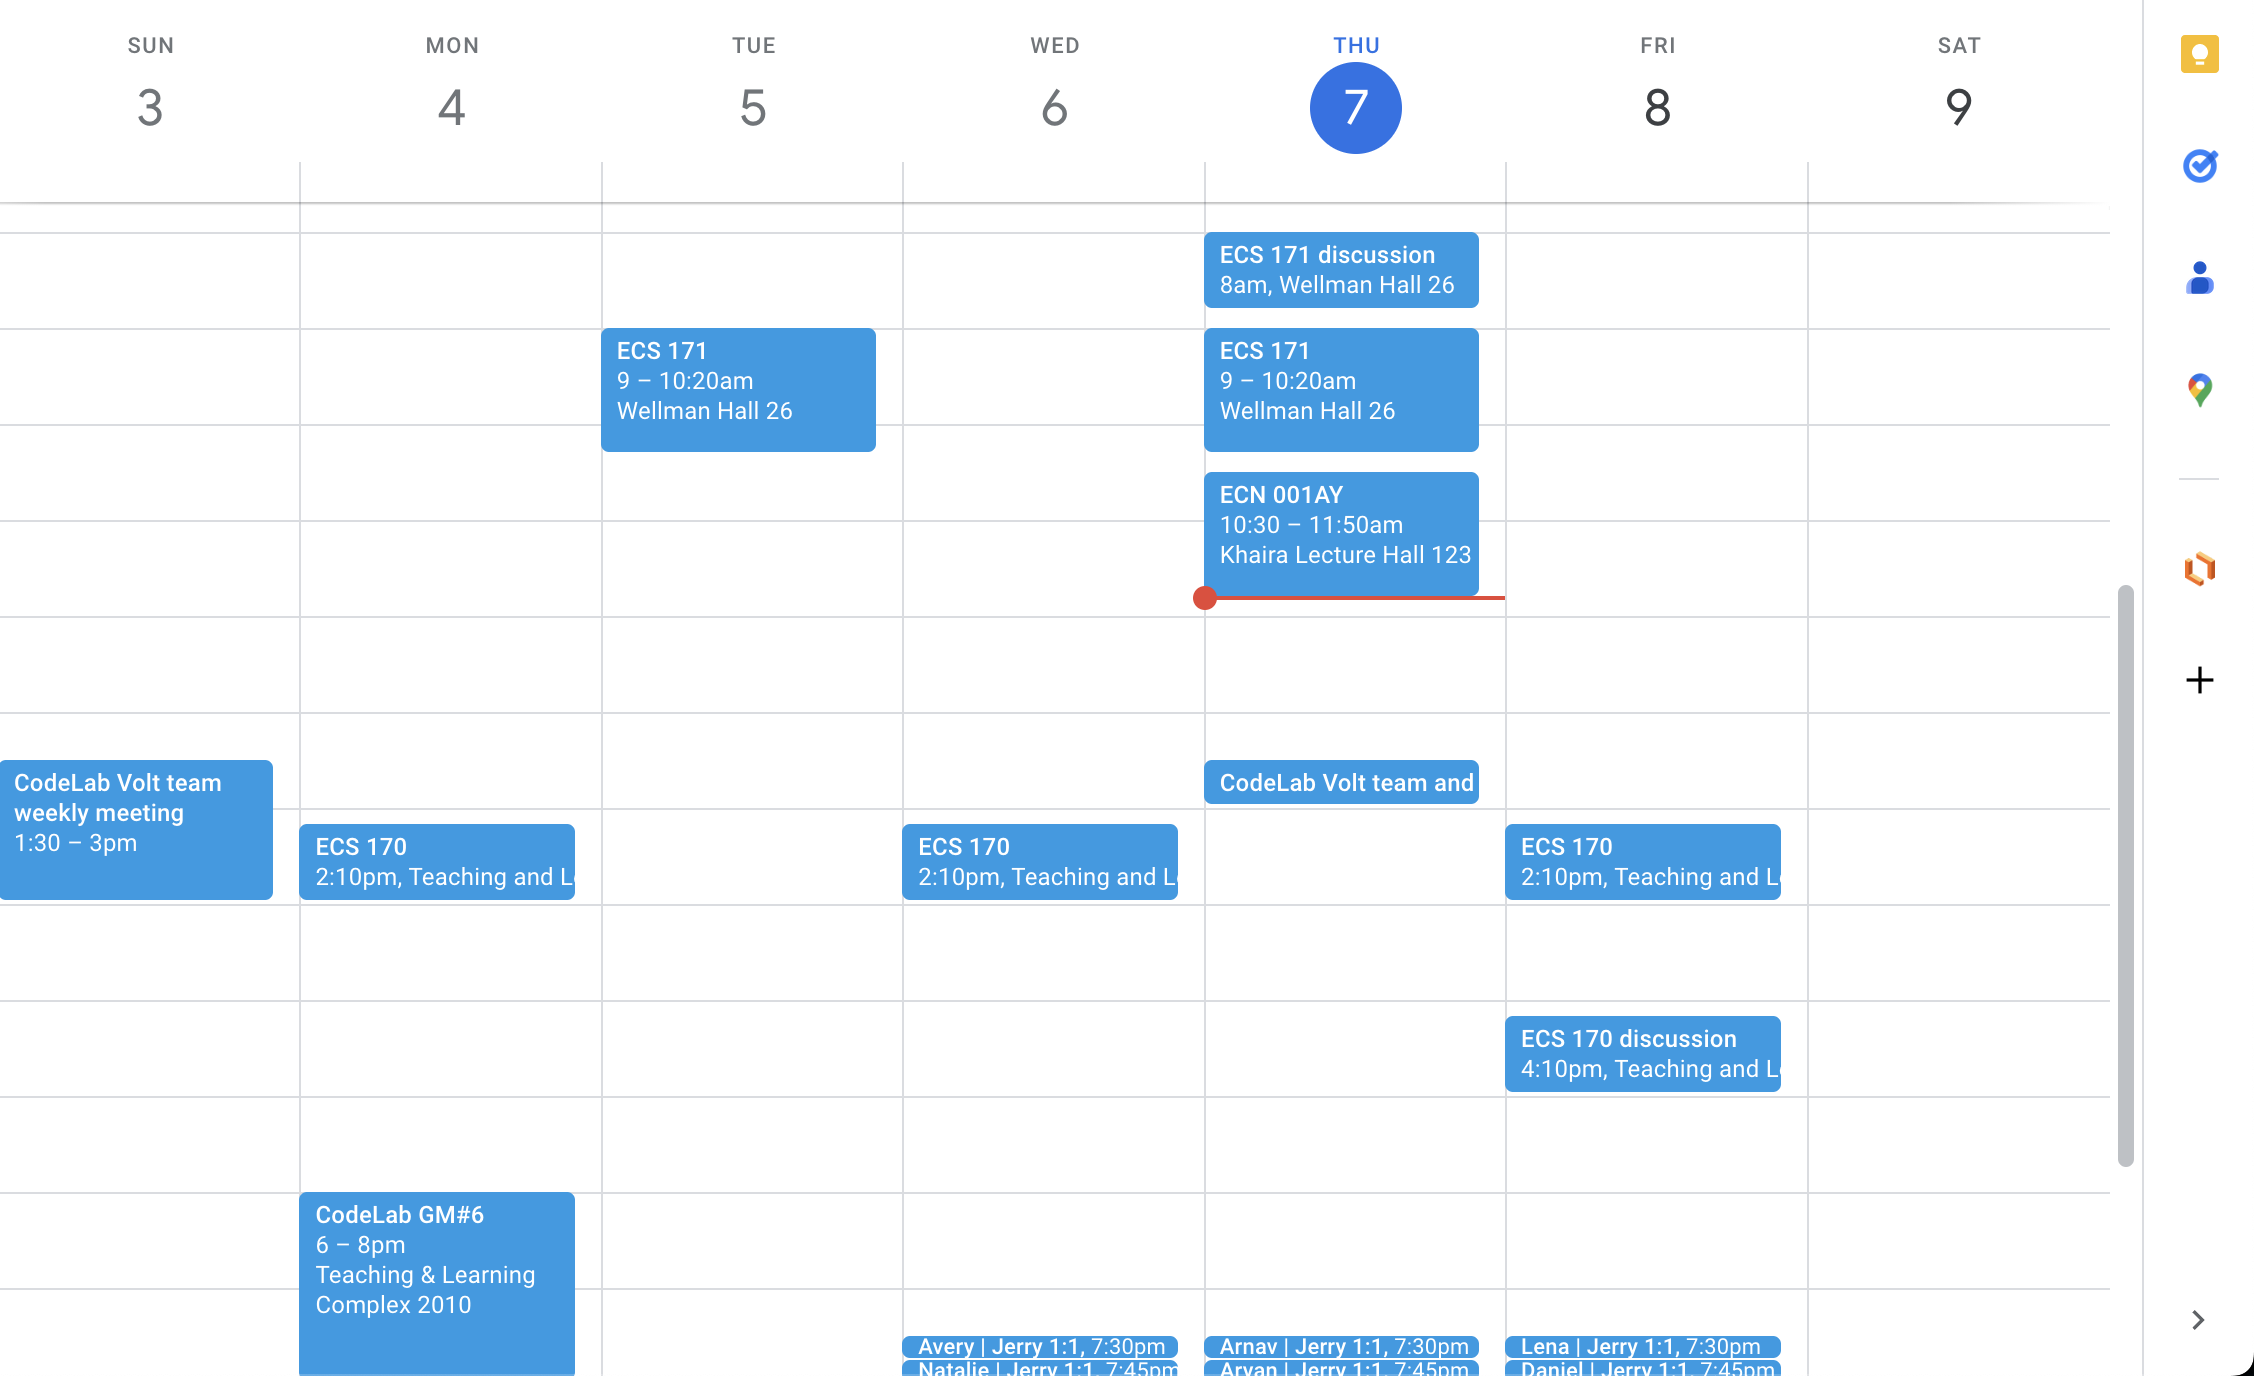 SUN
3
MON
4
TUE
5
WED
6
THU
7
FRI
8
SAT
9
CodeLab Volt team
weekly meeting
1:30 – 3pm
ECS 170
2:10pm, Teaching and L
CodeLab GM#6
6 – 8pm
Teaching & Learning
Complex 2010
ECS 171
9 – 10:20am
Wellman Hall 26
ECS 170
2:10pm, Teaching and L
Avery | Jerry 1:1, 7:30pm
Natalie | Jerry 1:1, 7:45pm
ECS 171 discussion
8am, Wellman Hall 26
ECS 171
9 – 10:20am
Wellman Hall 26
ECN 001AY
10:30 – 11:50am
Khaira Lecture Hall 123
CodeLab Volt team and
Arnav | Jerry 1:1, 7:30pm
Aryan | Jerry 1:1, 7:45pm
ECS 170
2:10pm, Teaching and L
ECS 170 discussion
4:10pm, Teaching and L
Lena | Jerry 1:1, 7:30pm
Daniel | Jerry 1:1, 7:45pm